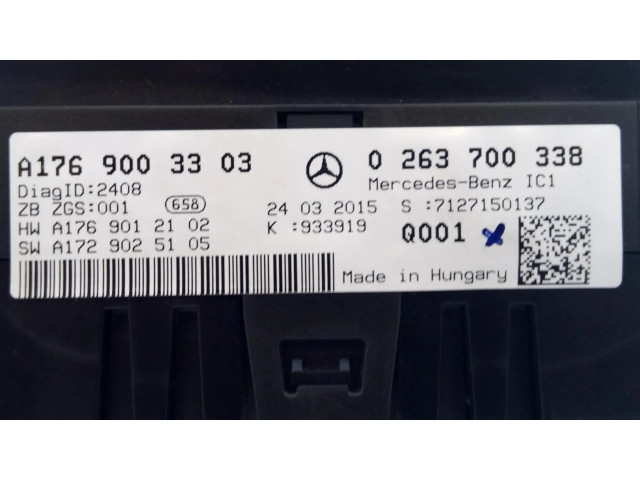 A176 900 33 03 0 263 700 338
DiagID:2408 Mercedes-Benz IC1
ZB ZGS:001 658 24 03 2015 S :7127150137
HW A176 901 21 02 K :933919 Q001
SW A172 902 51 05
Made in Hungary